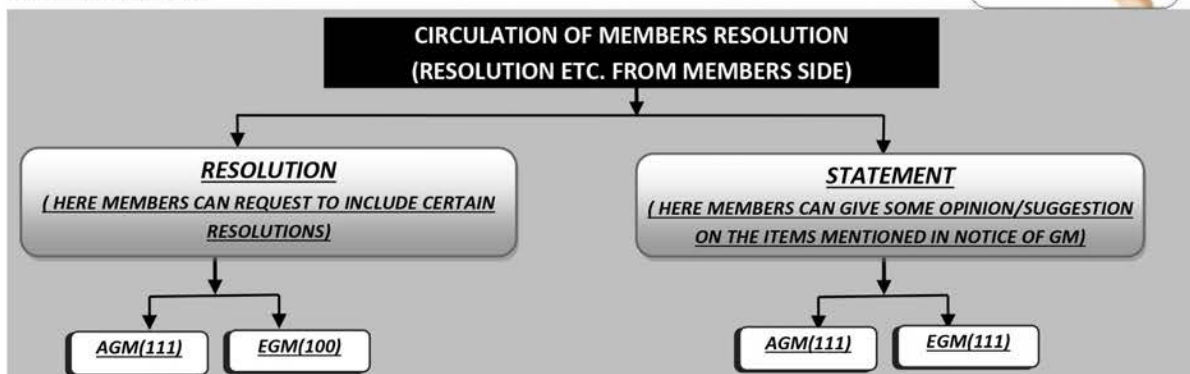 CIRCULATION OF MEMBERS RESOLUTION
(RESOLUTION ETC. FROM MEMBERS SIDE)
RESOLUTION
( HERE MEMBERS CAN REQUEST TO INCLUDE CERTAIN
RESOLUTIONS)
STATEMENT
( HERE MEMBERS CAN GIVE SOME OPINION/SUGGESTION
ON THE ITEMS MENTIONED IN NOTICE OF GM)
AGM(111)
EGM(100)
AGM(111)
EGM(111)